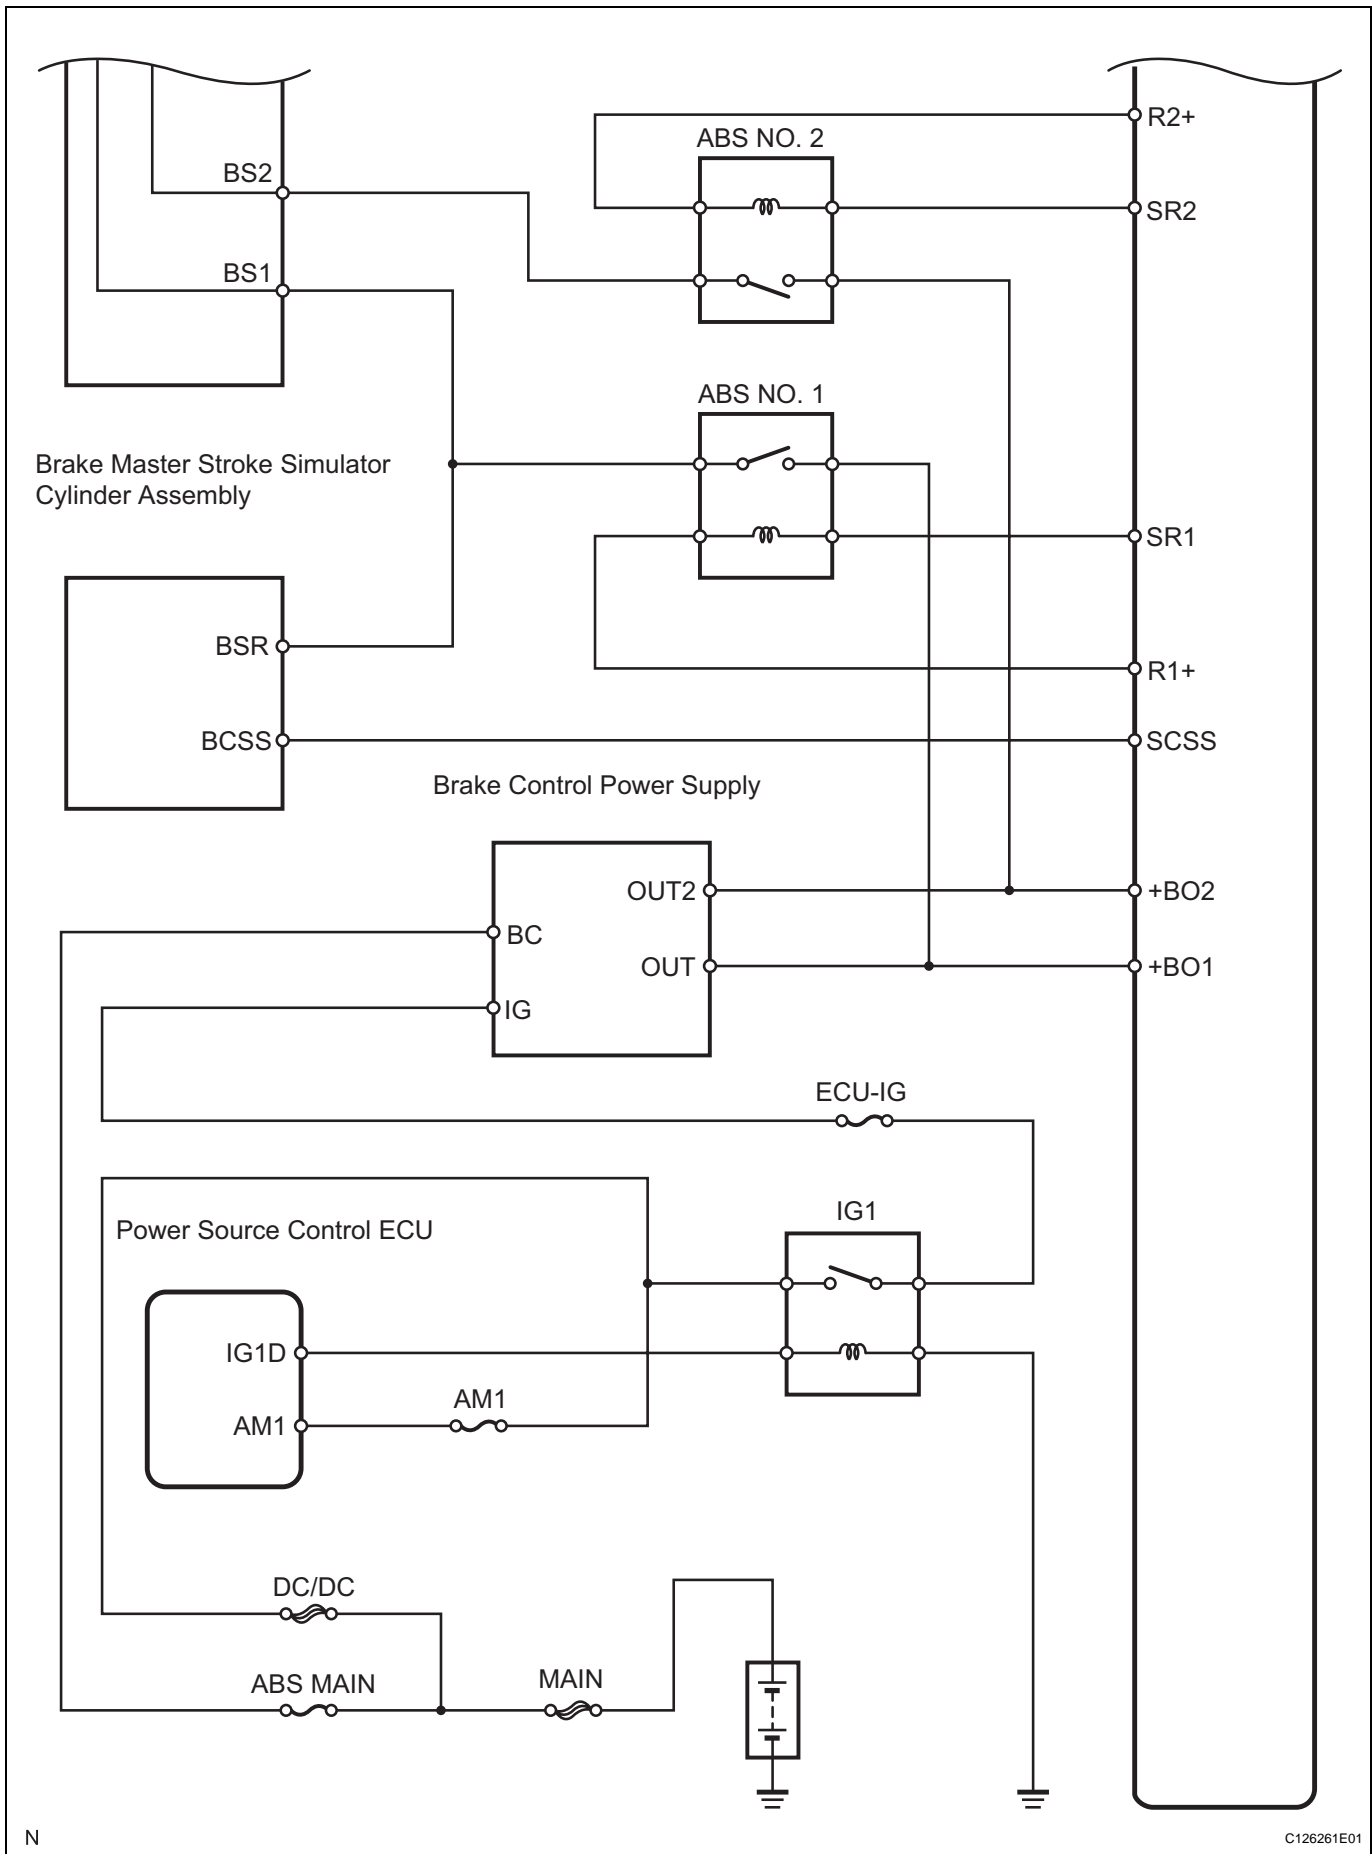 R2+
ABS NO. 2
BS2
SR2
BS1
ABS NO. 1
Brake Master Stroke Simulator
Cylinder Assembly
SR1
BSR
R1+
BCSS
SCSS
Brake Control Power Supply
OUT2
+BO2
BC
OUT
+BO1
IG
ECU-IG
Power Source Control ECU
IG1
IG1D
AM1
AM1
DC/DC
ABS MAIN
MAIN
N
C126261E01